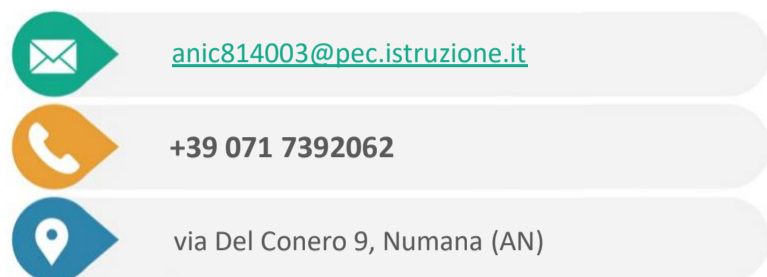 anic814003@pec.istruzione.it
+39 071 7392062
via Del Conero 9, Numana (AN)